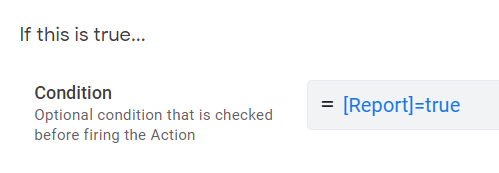 If this is true...
Condition
Optional condition that is checked
before firing the Action
= [Report]=true